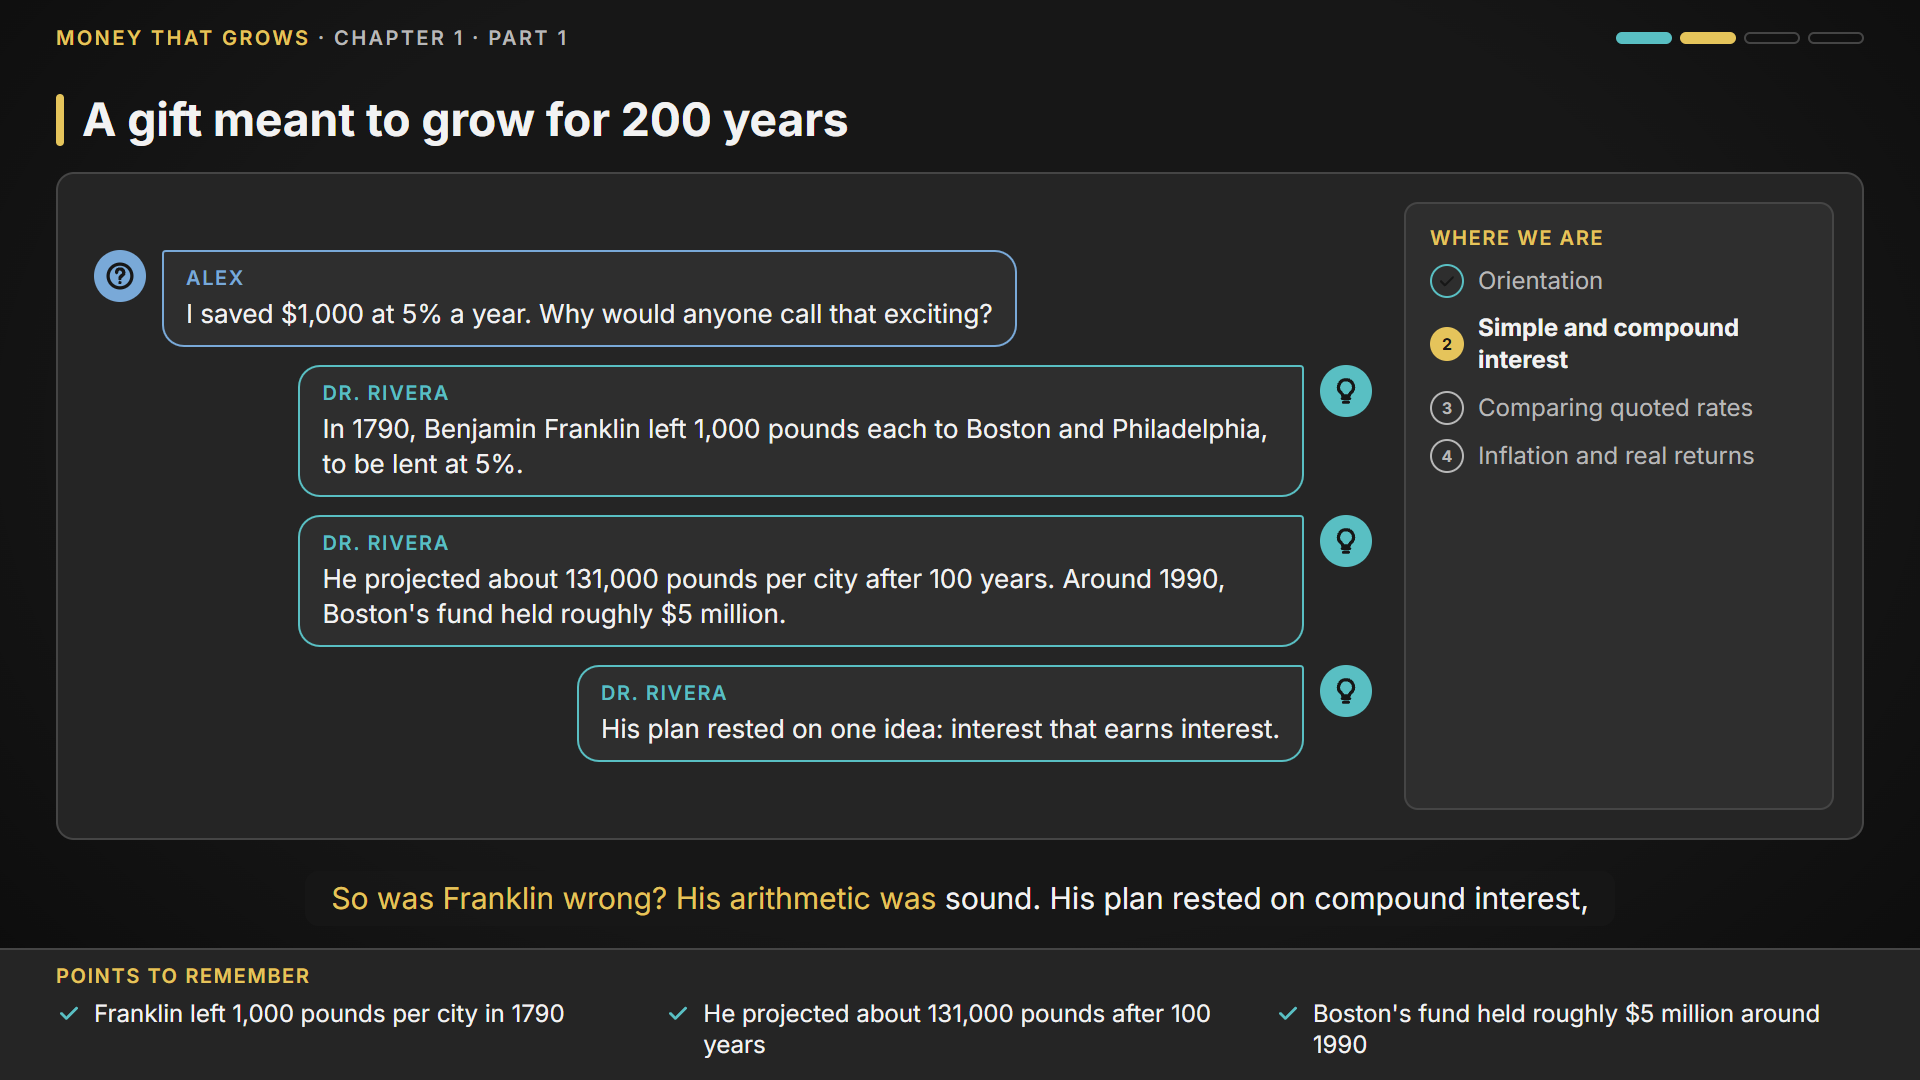 MONEY THAT GROWS · CHAPTER 1 · PART 1
A gift meant to grow for 200 years
ALEX
I saved $1,000 at 5% a year. Why would anyone call that exciting?
DR. RIVERA
In 1790, Benjamin Franklin left 1,000 pounds each to Boston and Philadelphia,
to be lent at 5%.
DR. RIVERA
He projected about 131,000 pounds per city after 100 years. Around 1990,
Boston's fund held roughly $5 million.
DR. RIVERA
His plan rested on one idea: interest that earns interest.
WHERE WE ARE
Orientation
2 Simple and compound
interest
3 Comparing quoted rates
4 Inflation and real returns
So was Franklin wrong? His arithmetic was sound. His plan rested on compound interest,
POINTS TO REMEMBER
Franklin left 1,000 pounds per city in 1790
He projected about 131,000 pounds after 100
years
Boston's fund held roughly $5 million around
1990